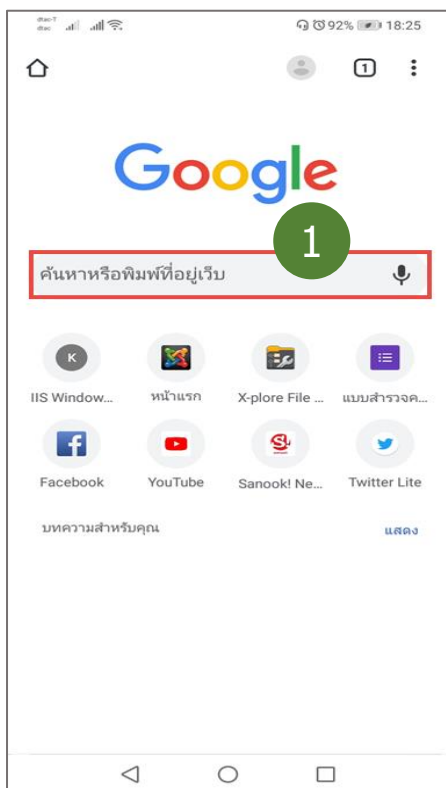 dtac-T
dtac
92% 18:25
1
Google
1
ค้นหาหรือพิมพ์ที่อยู่เว็บ
K
IIS Window...
หน้าแรก
X-plore File ...
แบบสำรวจค...
Facebook
YouTube
Sanook! Ne...
Twitter Lite
บทความสำหรับคุณ
แสดง